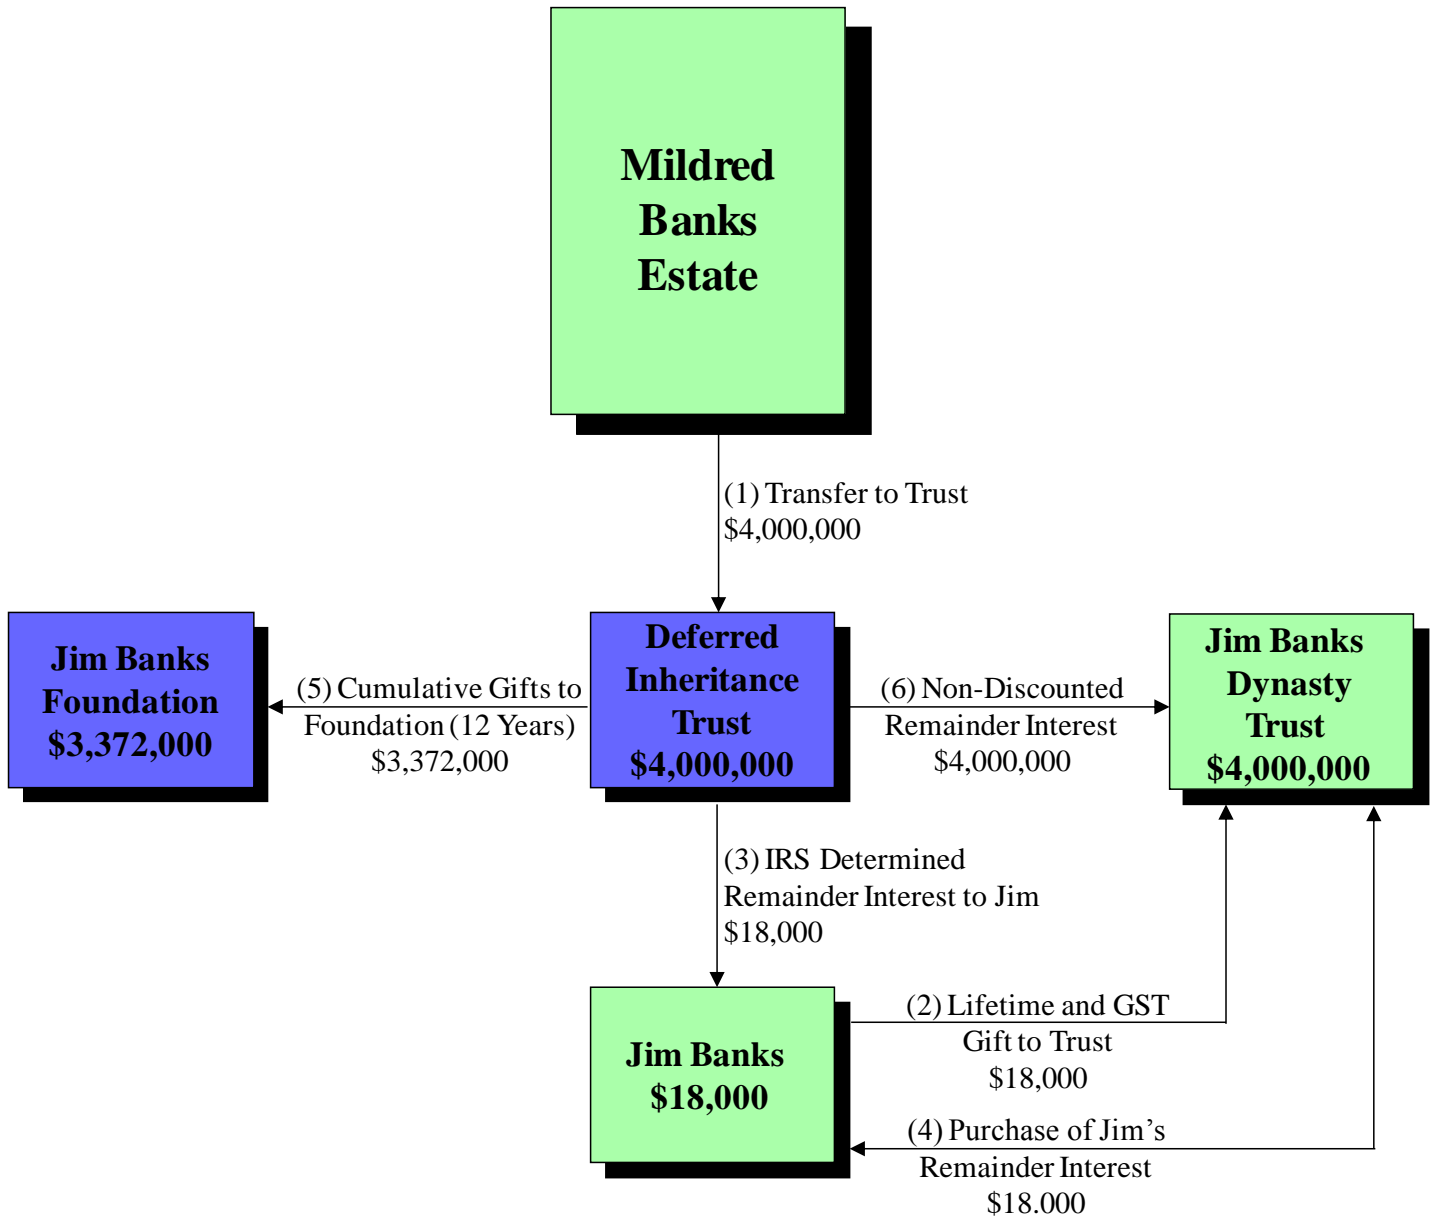 Mildred
Banks
Estate
(1) Transfer to Trust
$4,000,000
Jim Banks
Foundation
$3,372,000
(5) Cumulative Gifts to
Foundation (12 Years)
$3,372,000
Deferred
Inheritance
Trust
$4,000,000
(6) Non-Discounted
Remainder Interest
$4,000,000
Jim Banks
Dynasty
Trust
$4,000,000
(3) IRS Determined
Remainder Interest to Jim
$18,000
Jim Banks
$18,000
(2) Lifetime and GST
Gift to Trust
$18,000
(4) Purchase of Jim’s
Remainder Interest
$18.000